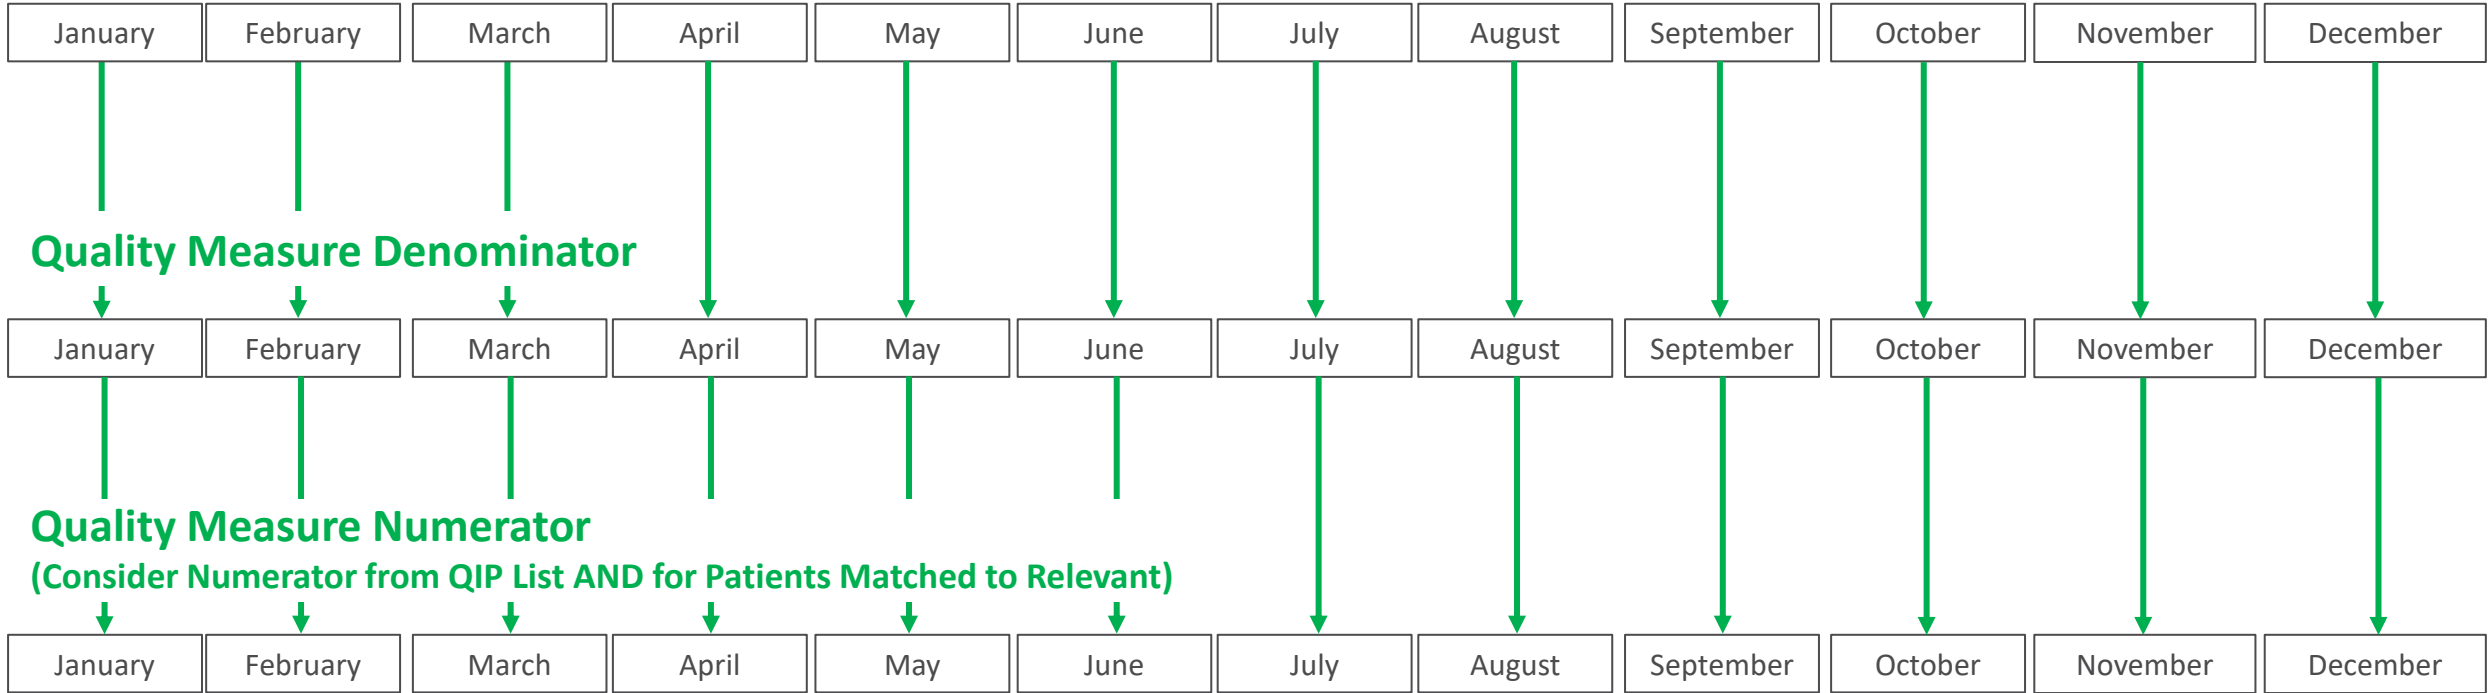 January February March April May June July August September October November December
Quality Measure Denominator
January February March April May June July August September October November December
Quality Measure Numerator
(Consider Numerator from QIP List AND for Patients Matched to Relevant)
January February March April May June July August September October November December